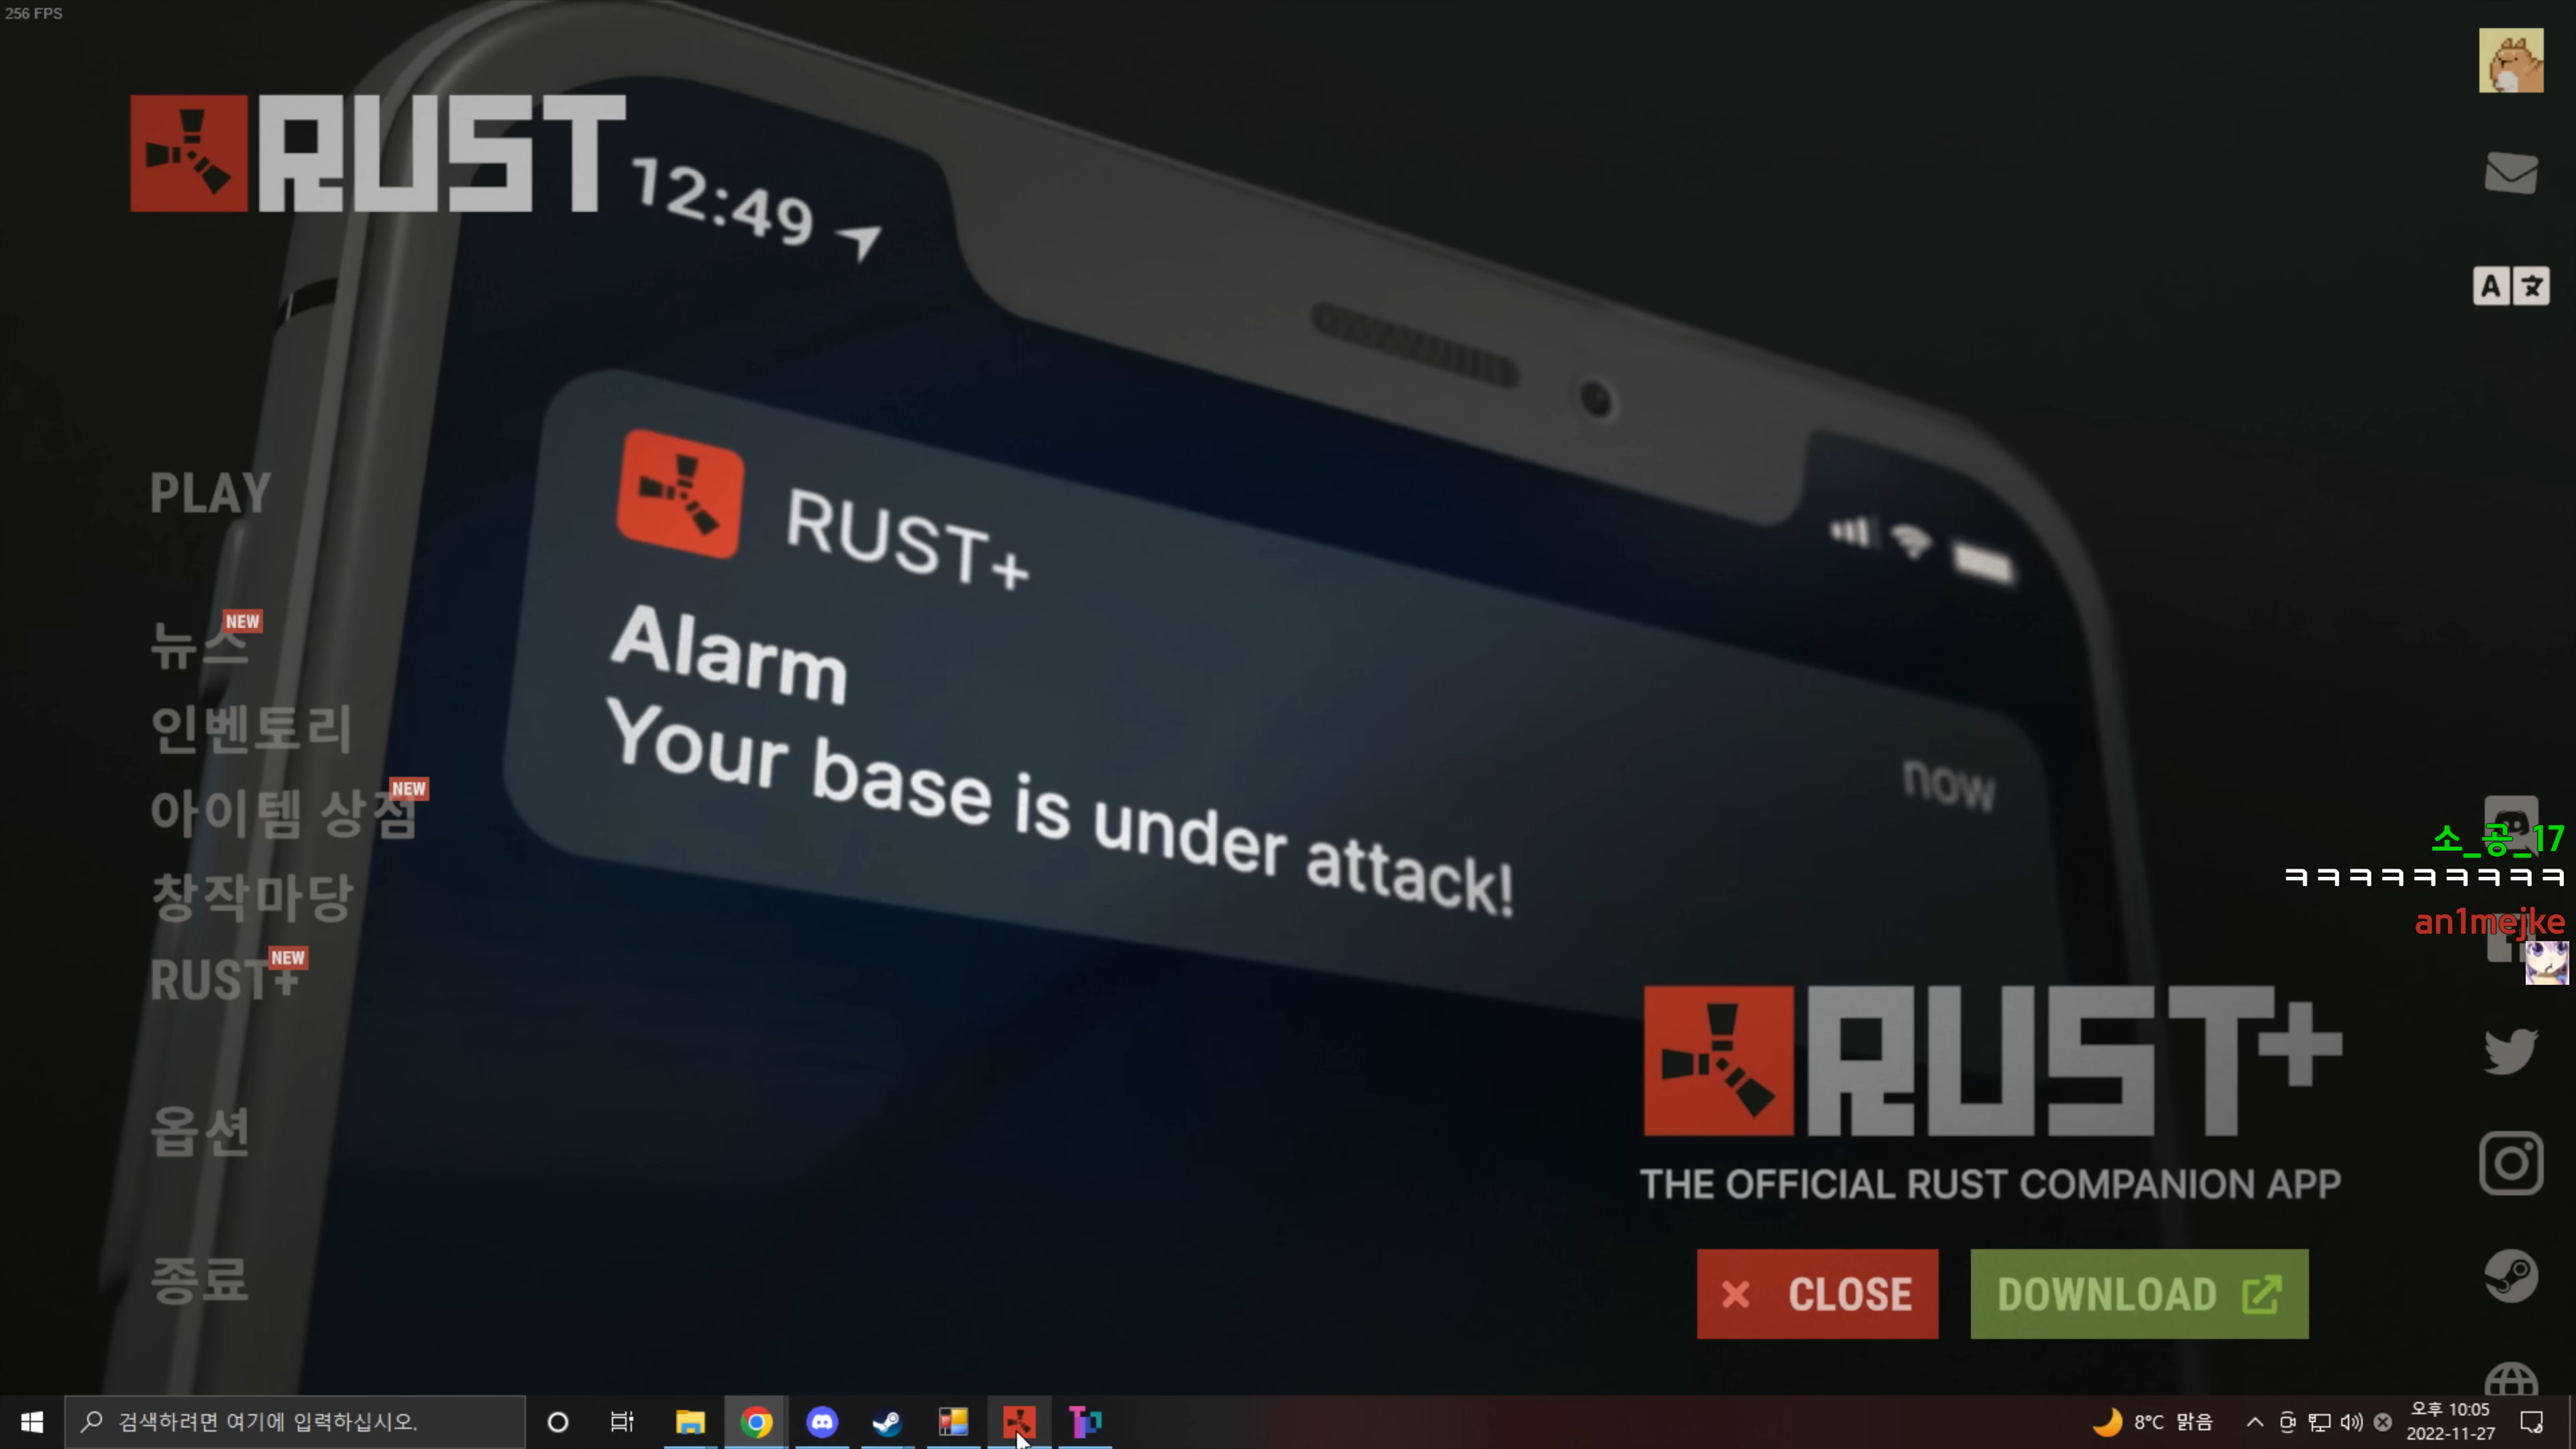 256 FPS
RUST
12:49
PLAY
뉴스
NEW
인벤토리
아이템 상점
NEW
창작마당
RUST+
NEW
옵션
종료
RUST+
Alarm
Your base is under attack!
now
소_공_17
ㅋㅋㅋㅋㅋㅋㅋㅋㅋ
an1mejke
RUST+
THE OFFICIAL RUST COMPANION APP
CLOSE
DOWNLOAD
검색하려면 여기에 입력하십시오.
8°C 맑음
오후 10:05
2022-11-27